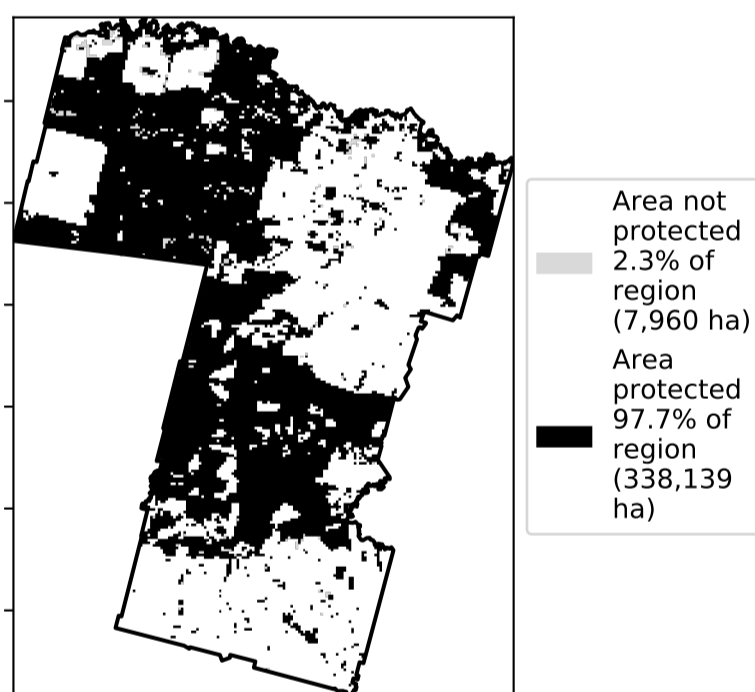 Area not
protected
2.3% of
region
(7,960 ha)
Area
protected
97.7% of
region
(338,139
ha)